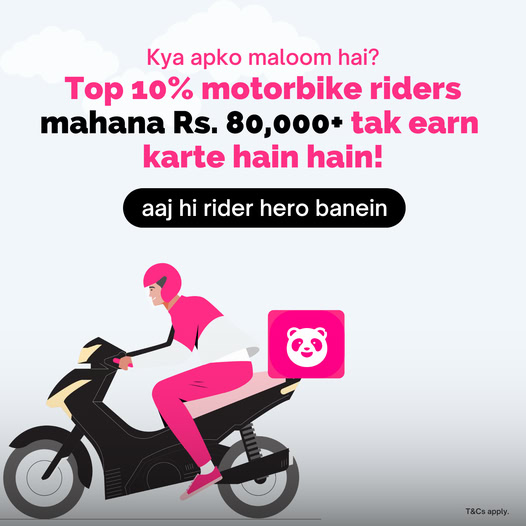 Kya apko maloom hai?
Top 10% motorbike riders
mahana Rs. 80,000+ tak earn
karte hain hain!
aaj hi rider hero banein
T&Cs apply.